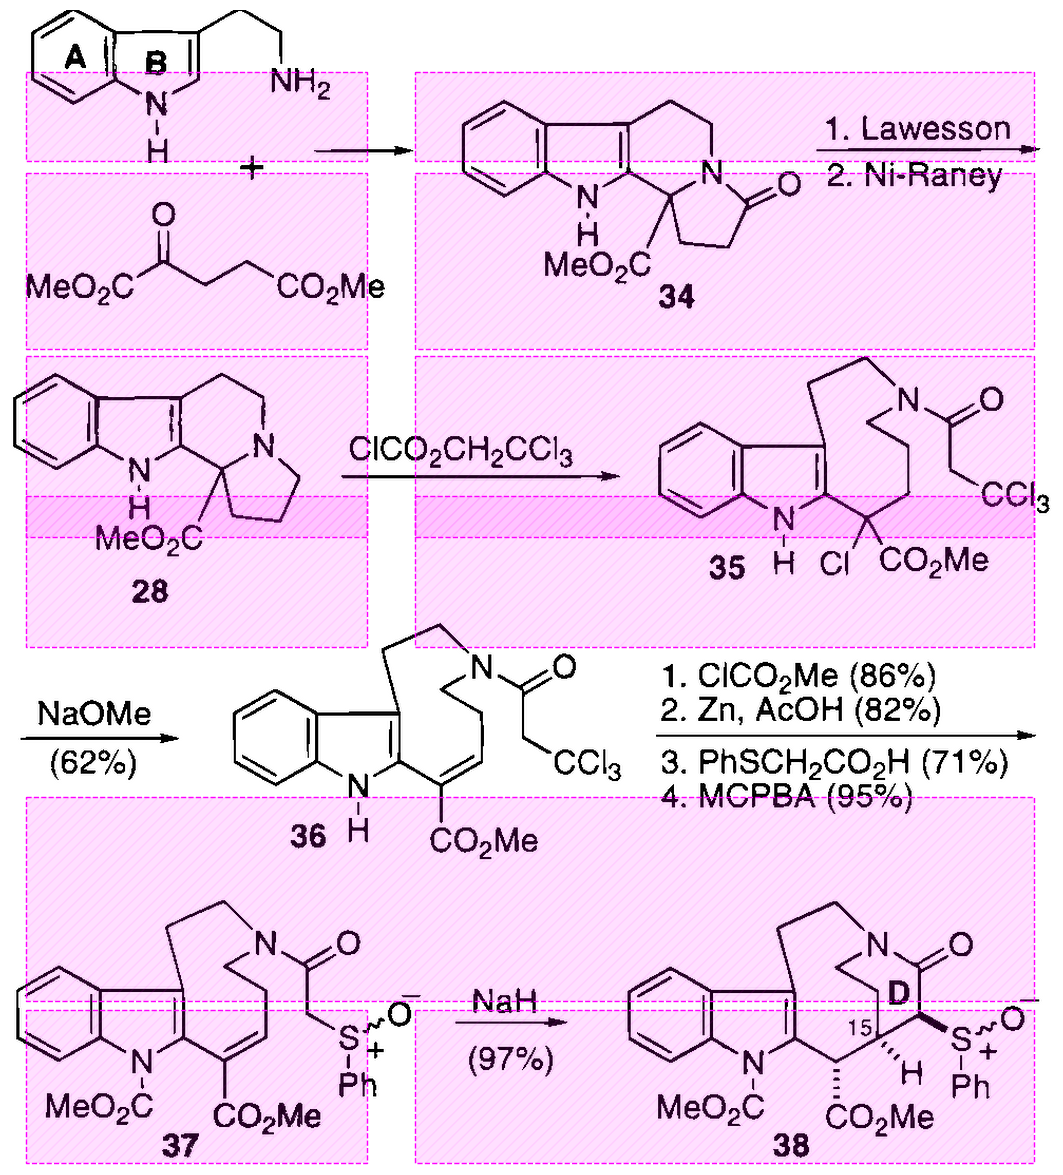 A B
NH2
N
H
+
O
MeO2C CO2Me
N
O
N
H
MeO2C
34
1. Lawesson
2. Ni-Raney
N
N
H
MeO2C
28
ClCO2CH2CCl3
N
O
CCl3
N
H
Cl
CO2Me
35
NaOMe
(62%)
N
O
CCl3
N
H
CO2Me
36
1. ClCO2Me (86%)
2. Zn, AcOH (82%)
3. PhSCH2CO2H (71%)
4. MCPBA (95%)
N
O
O−
S
+
Ph
N
MeO2C
CO2Me
37
NaH
(97%)
N
O
D
15
O−
S
+
H
Ph
N
MeO2C
CO2Me
38